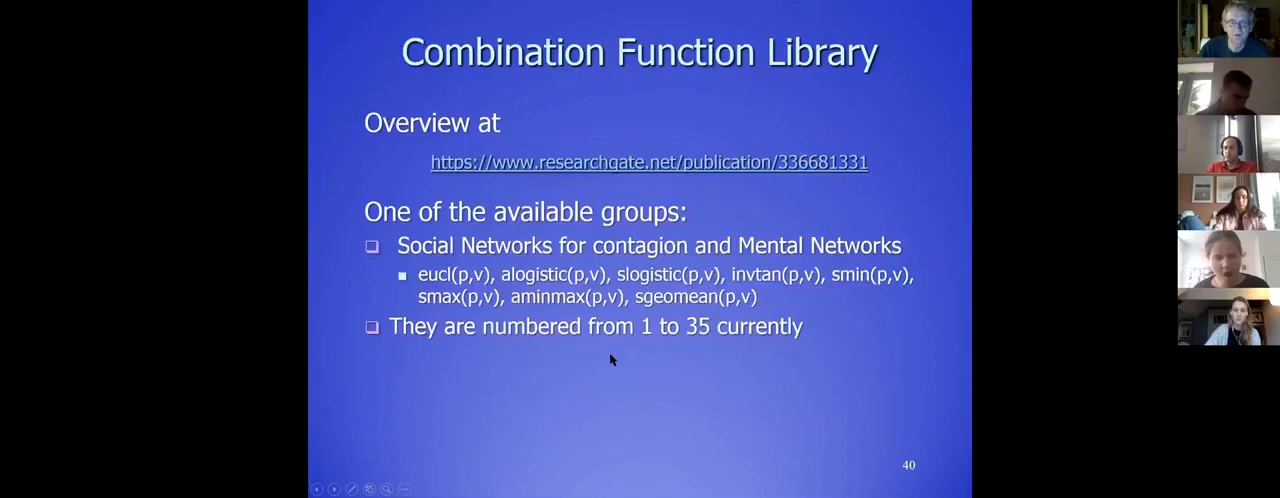 Combination Function Library
Overview at
https://www.researchgate.net/publication/336681331
One of the available groups:
Social Networks for contagion and Mental Networks
eucl(p,v), alogistic(p,v), slogistic(p,v), invtan(p,v), smin(p,v),
smax(p,v), aminmax(p,v), sgeomean(p,v)
They are numbered from 1 to 35 currently
40